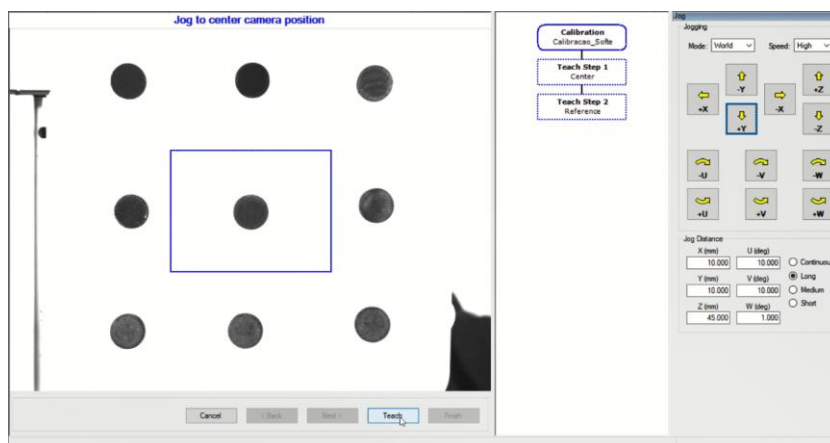 Jog to center camera position
Cancel
< Back
Next >
Teach
Finish
Calibration
Calibracao_Softe
Teach Step 1
Center
Teach Step 2
Reference
Jog
Jogging
Mode: World Speed: High
-Y
+Z
+X
-X
+Y
-Z
-U -V -W
+U +V +W
Jog Distance
X (mm) U (deg)
10.000 10.000
Continuou
Y (mm) V (deg)
Long
10.000 10.000
Medium
Z (mm) W (deg)
Short
45.000 1.000